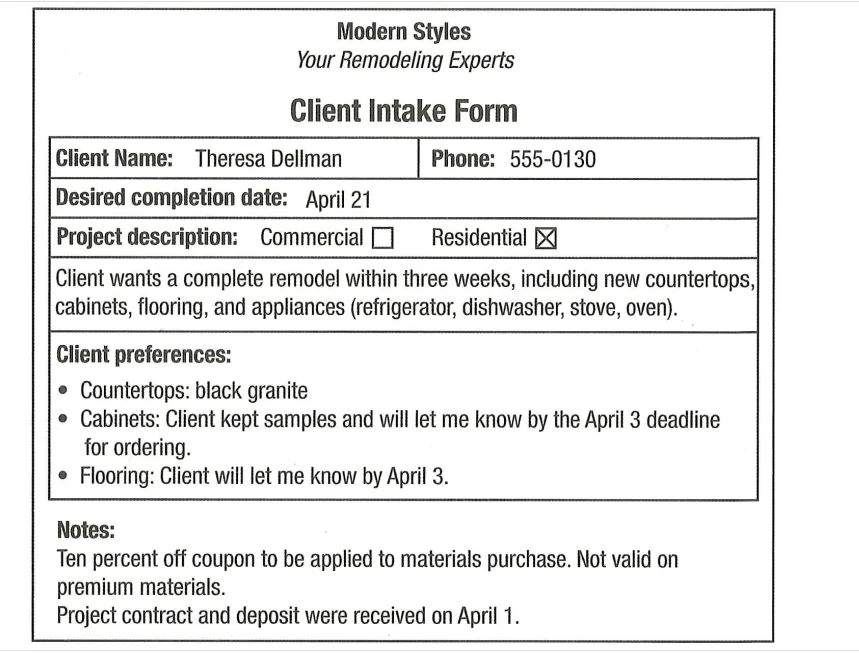 Modern Styles
Your Remodeling Experts
Client Intake Form
Client Name: Theresa Dellman Phone: 555-0130
Desired completion date: April 21
Project description: Commercial ☐ Residential ☒
Client wants a complete remodel within three weeks, including new countertops,
cabinets, flooring, and appliances (refrigerator, dishwasher, stove, oven).
Client preferences:
• Countertops: black granite
• Cabinets: Client kept samples and will let me know by the April 3 deadline
for ordering.
• Flooring: Client will let me know by April 3.
Notes:
Ten percent off coupon to be applied to materials purchase. Not valid on
premium materials.
Project contract and deposit were received on April 1.